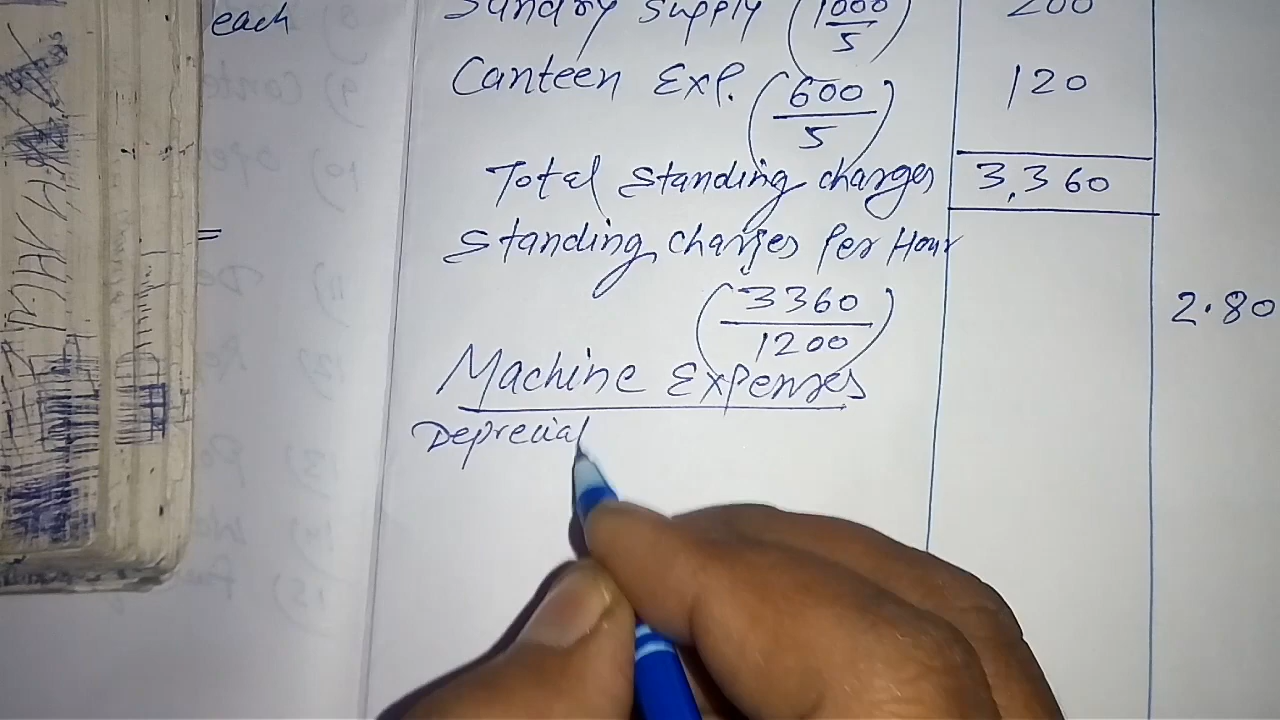 each
Sundry Supply (1000/5) 200
Canteen Exp. (600/5) 120
Total Standing charges 3,360
=
Standing charges Per Hour
(3360/1200) 2.80
Machine Expenses
Depreciat